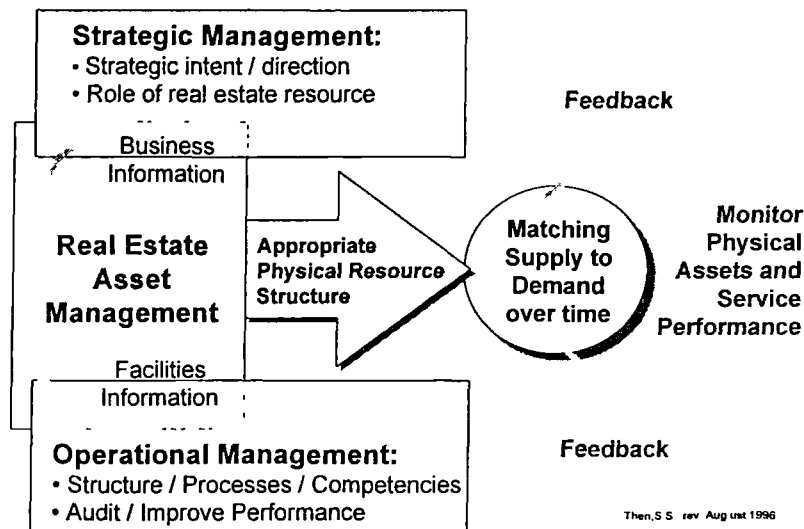 Strategic Management:
• Strategic intent / direction
• Role of real estate resource
Feedback
Business
Information
Real Estate
Asset
Management
Appropriate
Physical Resource
Structure
Matching
Supply to
Demand
over time
Monitor
Physical
Assets and
Service
Performance
Facilities
Information
Operational Management:
• Structure / Processes / Competencies
• Audit / Improve Performance
Feedback
Then,S S rev August 1996